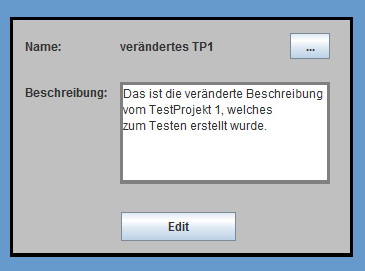 Name: verändertes TP1 ...
Beschreibung: Das ist die veränderte Beschreibung
vom TestProjekt 1, welches
zum Testen erstellt wurde.
Edit